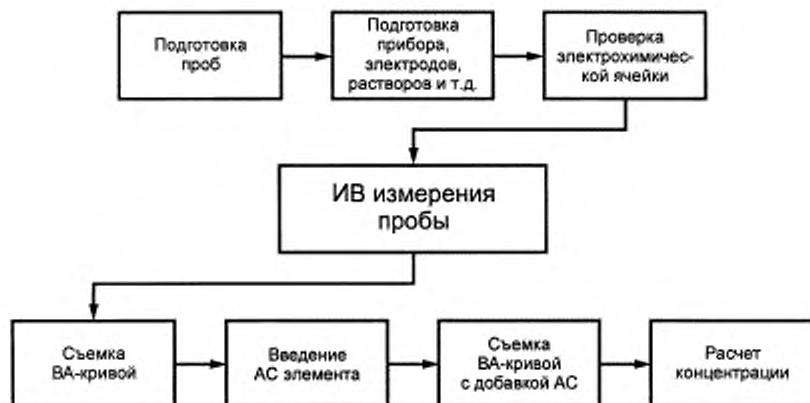 Подготовка
проб
Подготовка
прибора,
электродов,
растворов и т.д.
Проверка
электрохимичес-
кой ячейки
ИВ измерения
пробы
Съемка
ВА-кривой
Введение
АС элемента
Съемка
ВА-кривой
с добавкой АС
Расчет
концентрации